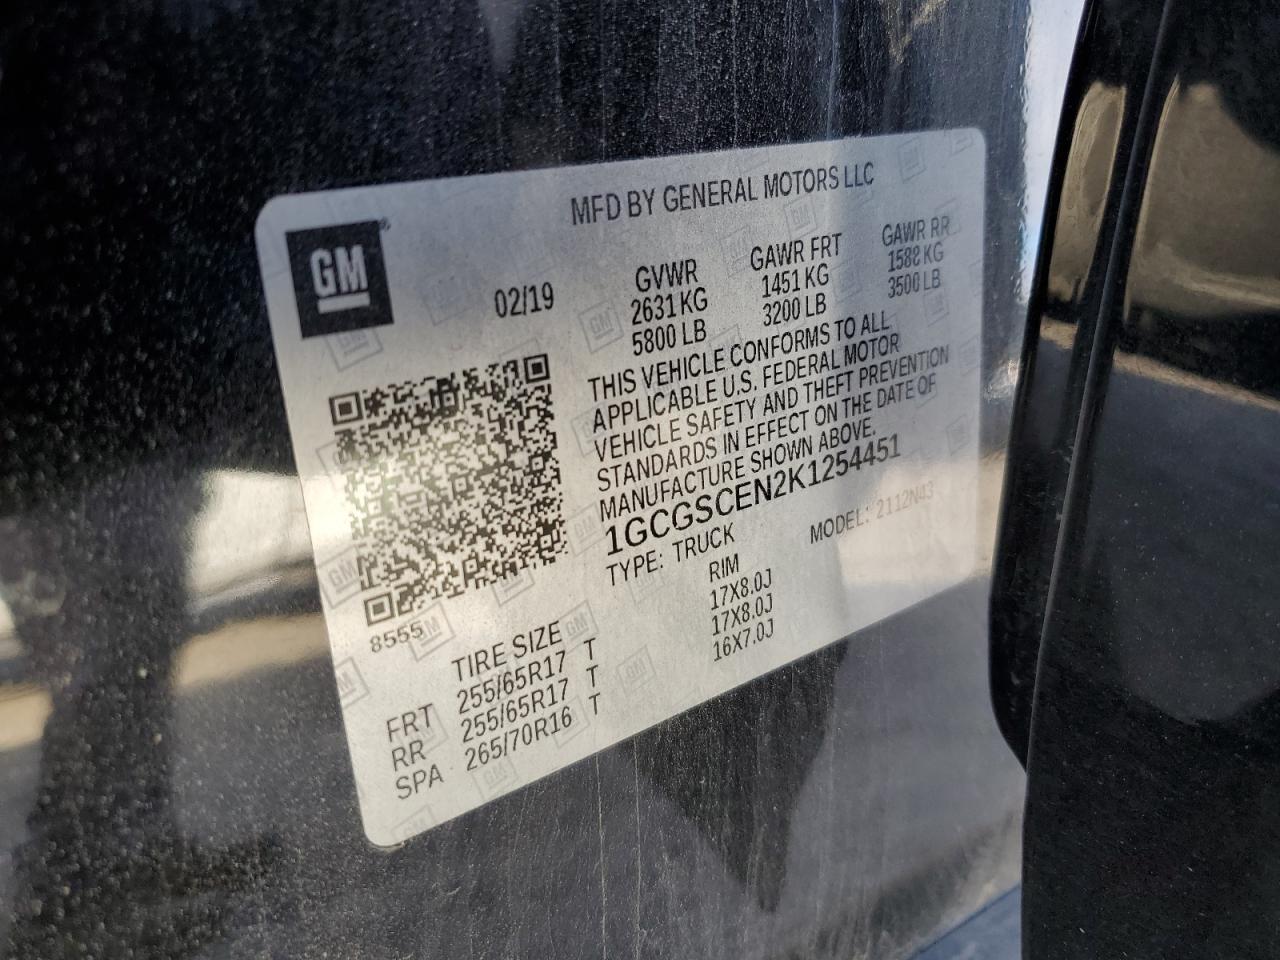 MFD BY GENERAL MOTORS LLC
GM
02/19
GVWR GAWR FRT GAWR RR
2631 KG 1451 KG 1588 KG
5800 LB 3200 LB 3500 LB
THIS VEHICLE CONFORMS TO ALL
APPLICABLE U.S. FEDERAL MOTOR
VEHICLE SAFETY AND THEFT PREVENTION
STANDARDS IN EFFECT ON THE DATE OF
MANUFACTURE SHOWN ABOVE.
1GCGSCEN2K1254451
TYPE: TRUCK MODEL: 2112N43
8555
TIRE SIZE RIM
FRT 255/65R17 T 17X8.0J
RR 255/65R17 T 17X8.0J
SPA 265/70R16 T 16X7.0J